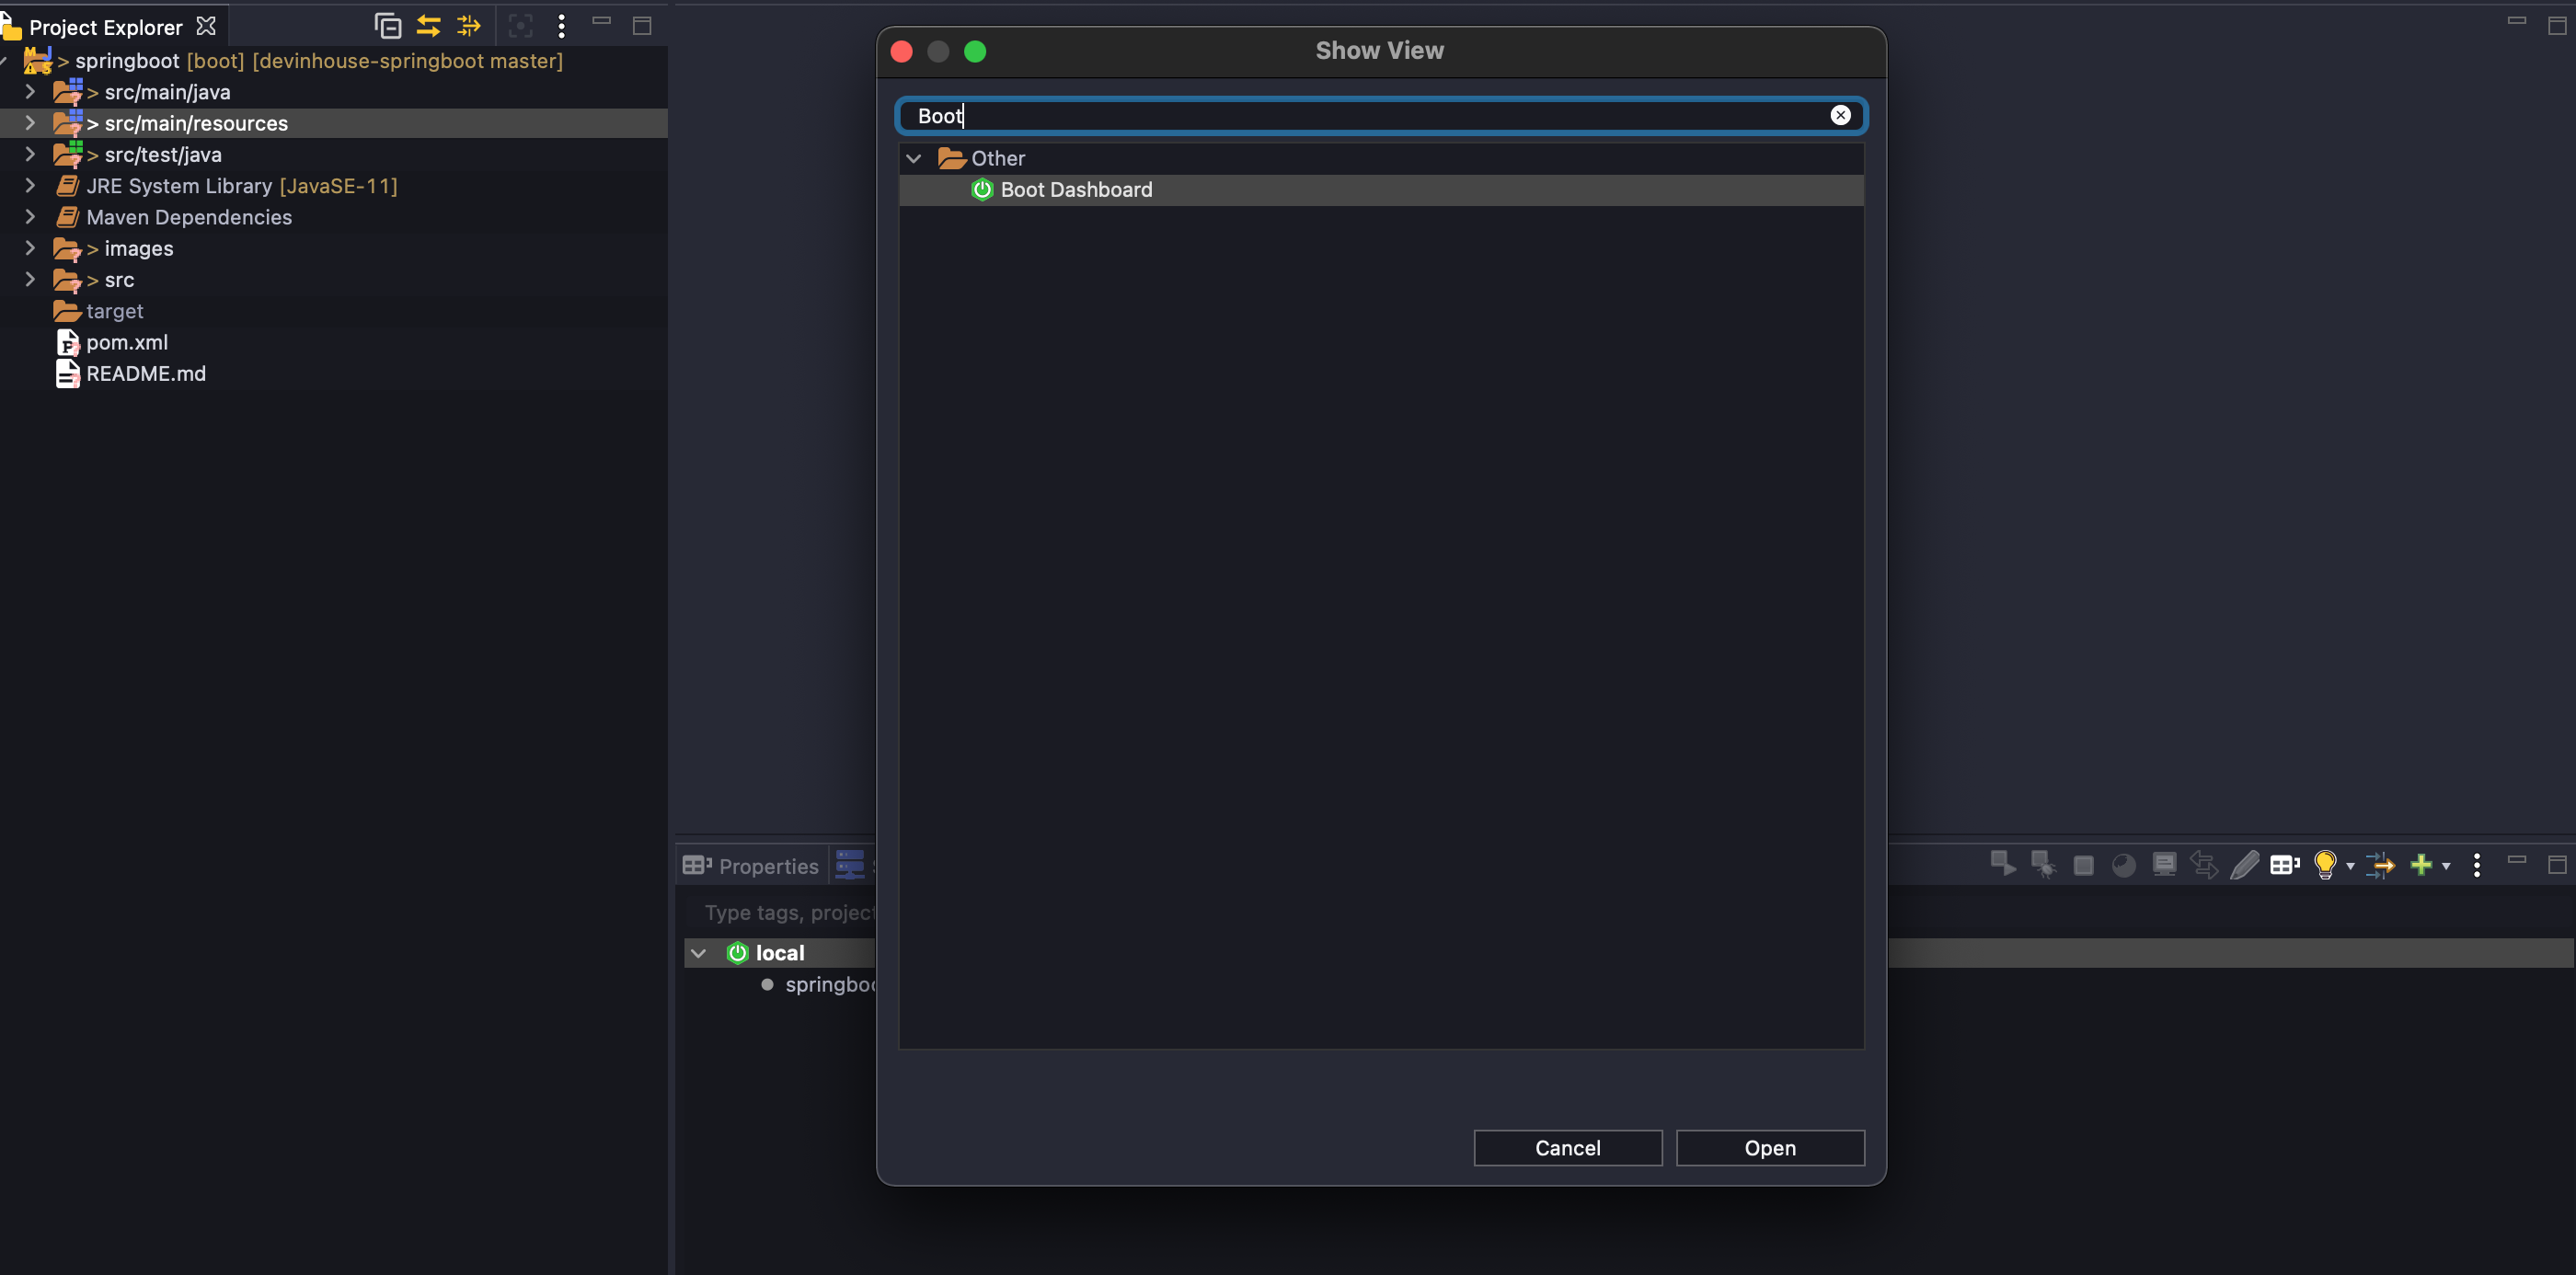 Project Explorer
> springboot [boot] [devinhouse-springboot master]
> src/main/java
> src/main/resources
> src/test/java
JRE System Library [JavaSE-11]
Maven Dependencies
> images
> src
target
pom.xml
README.md
Show View
Boot
Other
Boot Dashboard
Cancel
Open
Properties
Type tags, project
local